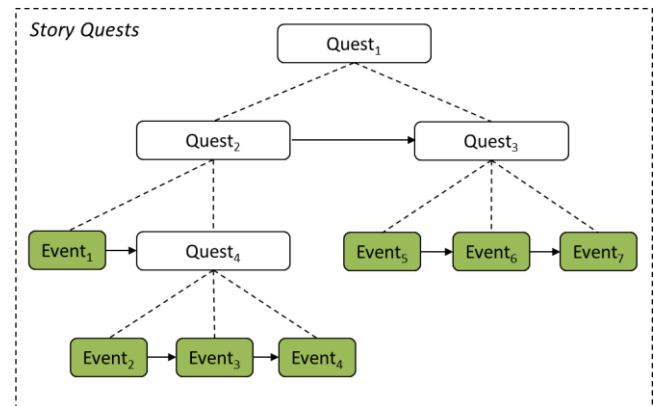 Story Quests
Quest₁
Quest₂
Quest₃
Event₁
Quest₄
Event₅
Event₆
Event₇
Event₂
Event₃
Event₄